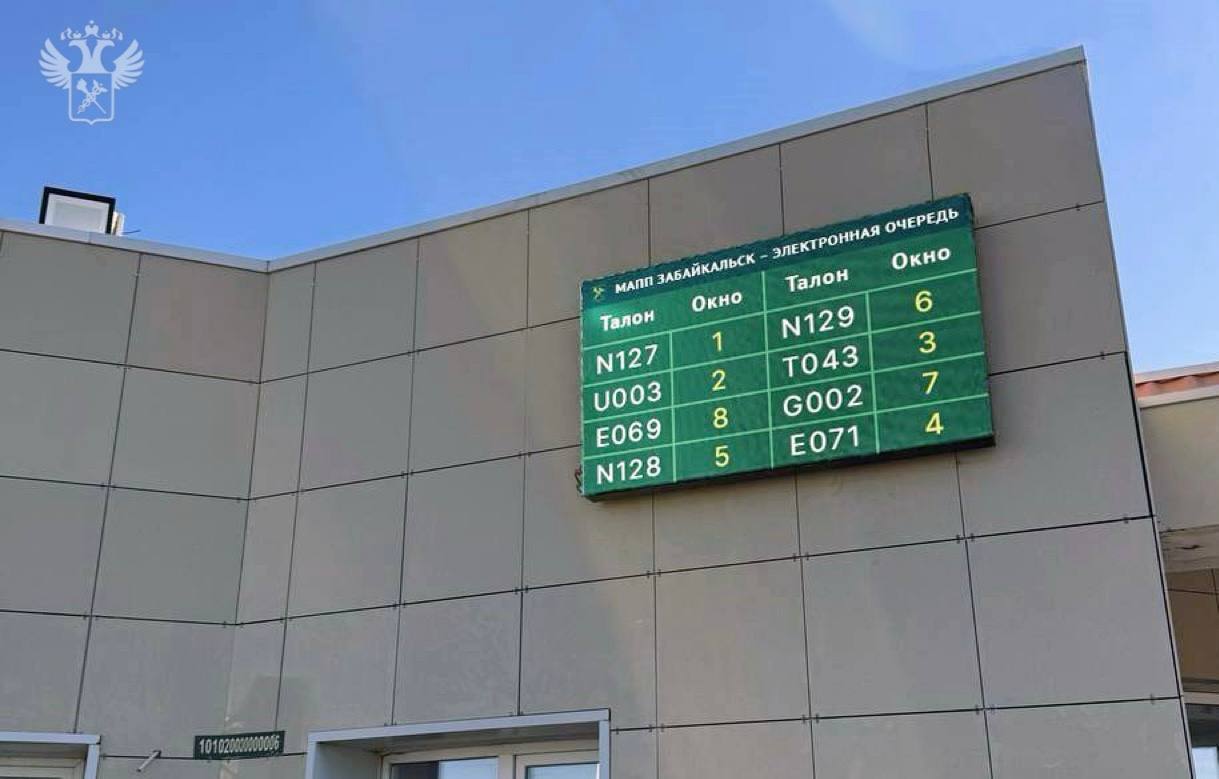 МАПП ЗАБАЙКАЛЬСК – ЭЛЕКТРОННАЯ ОЧЕРЕДЬ
Талон Окно Талон Окно
N127 1 N129 6
U003 2 T043 3
E069 8 G002 7
N128 5 E071 4
101020000000006